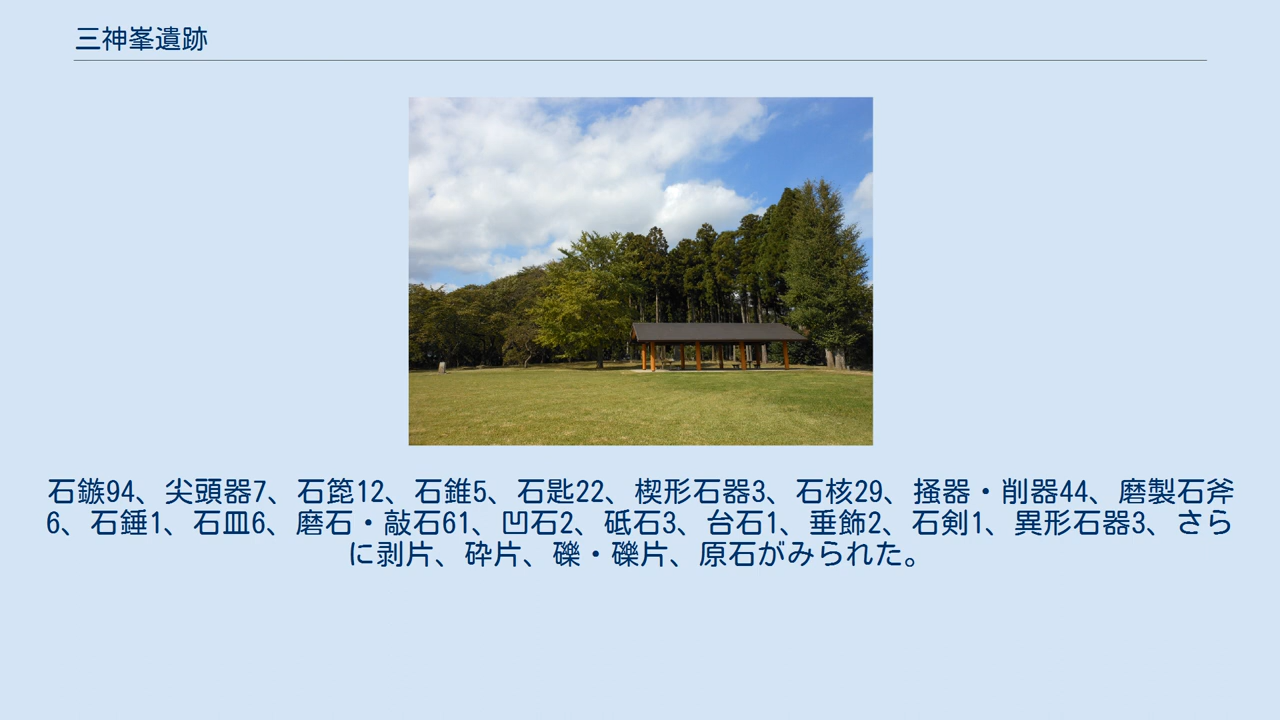 三神峯遺跡
石鏃94、尖頭器7、石箆12、石錐5、石匙22、楔形石器3、石核29、掻器・削器44、磨製石斧
6、石錘1、石皿6、磨石・敲石61、凹石2、砥石3、台石1、垂飾2、石剣1、異形石器3、さら
に剥片、砕片、礫・礫片、原石がみられた。